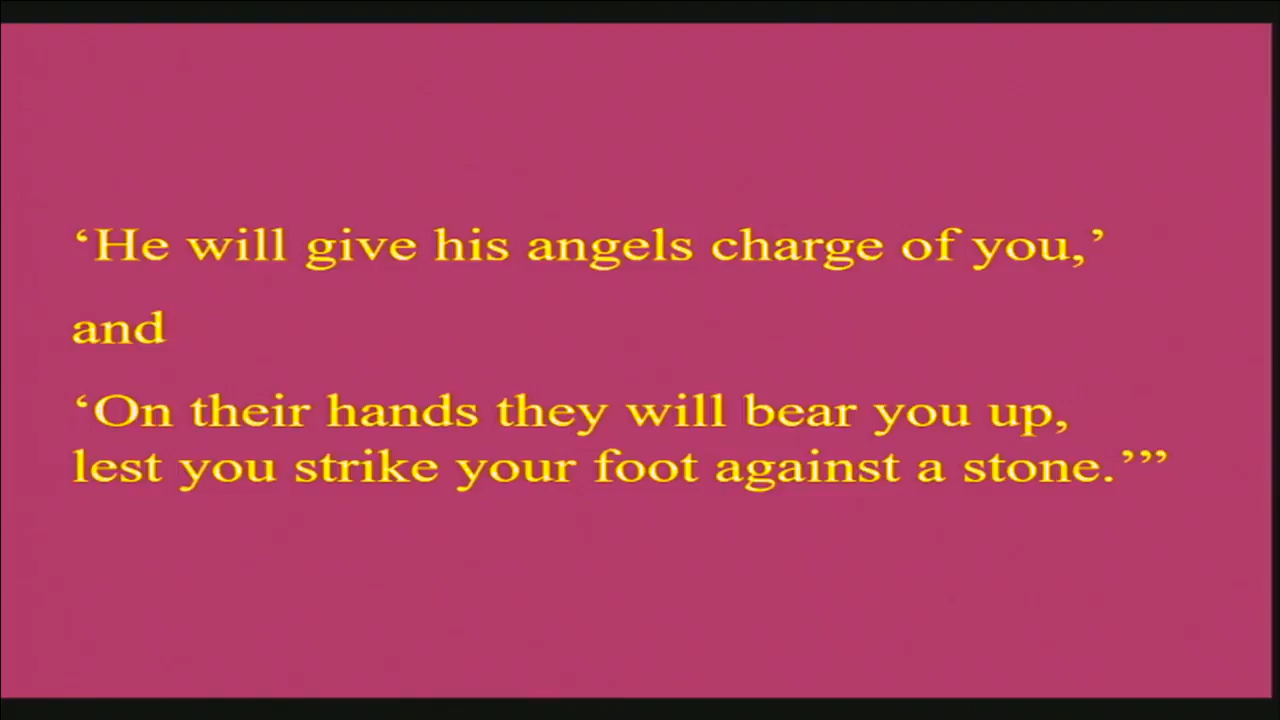 ‘He will give his angels charge of you,’
and
‘On their hands they will bear you up,
lest you strike your foot against a stone.’”